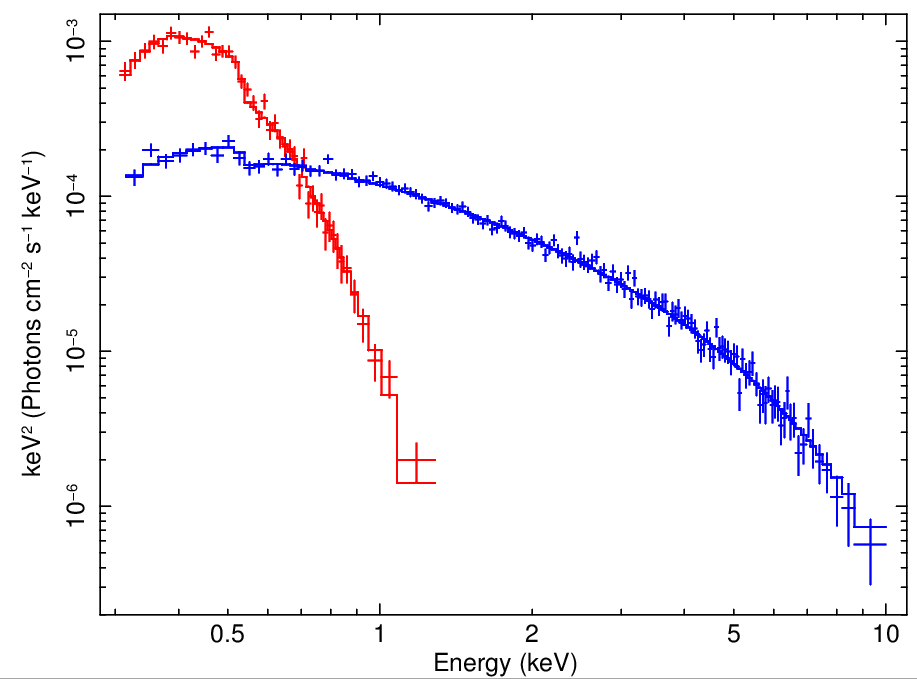 keV² (Photons cm⁻² s⁻¹ keV⁻¹)
10⁻³
10⁻⁴
10⁻⁵
10⁻⁶
0.5 1 2 5 10
Energy (keV)